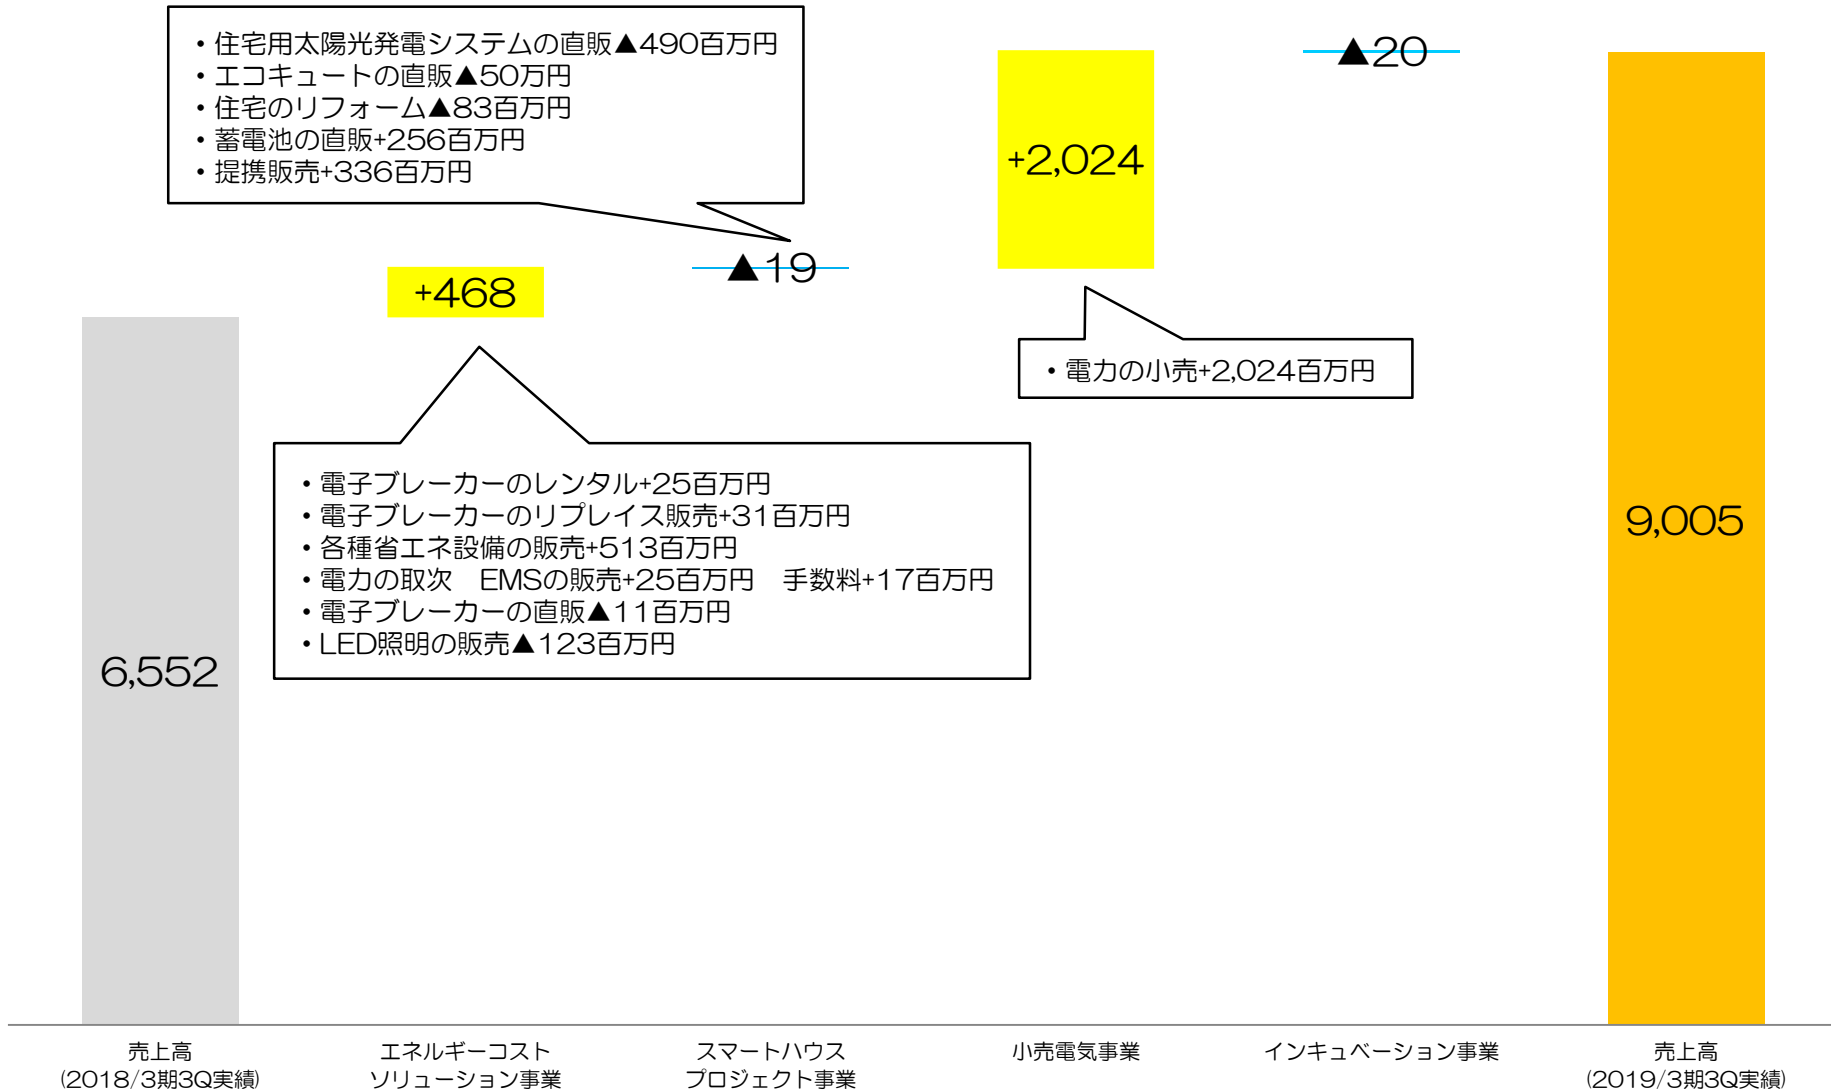 ・住宅用太陽光発電システムの直販▲490百万円
・エコキュートの直販▲50万円
・住宅のリフォーム▲83百万円
・蓄電池の直販+256百万円
・提携販売+336百万円
▲20
+2,024
▲19
+468
・電力の小売+2,024百万円
・電子ブレーカーのレンタル+25百万円
・電子ブレーカーのリプレイス販売+31百万円
・各種省エネ設備の販売+513百万円
・電力の取次　EMSの販売+25百万円　手数料+17百万円
・電子ブレーカーの直販▲11百万円
・LED照明の販売▲123百万円
6,552
9,005
売上高
(2018/3期3Q実績)
エネルギーコスト
ソリューション事業
スマートハウス
プロジェクト事業
小売電気事業
インキュベーション事業
売上高
(2019/3期3Q実績)